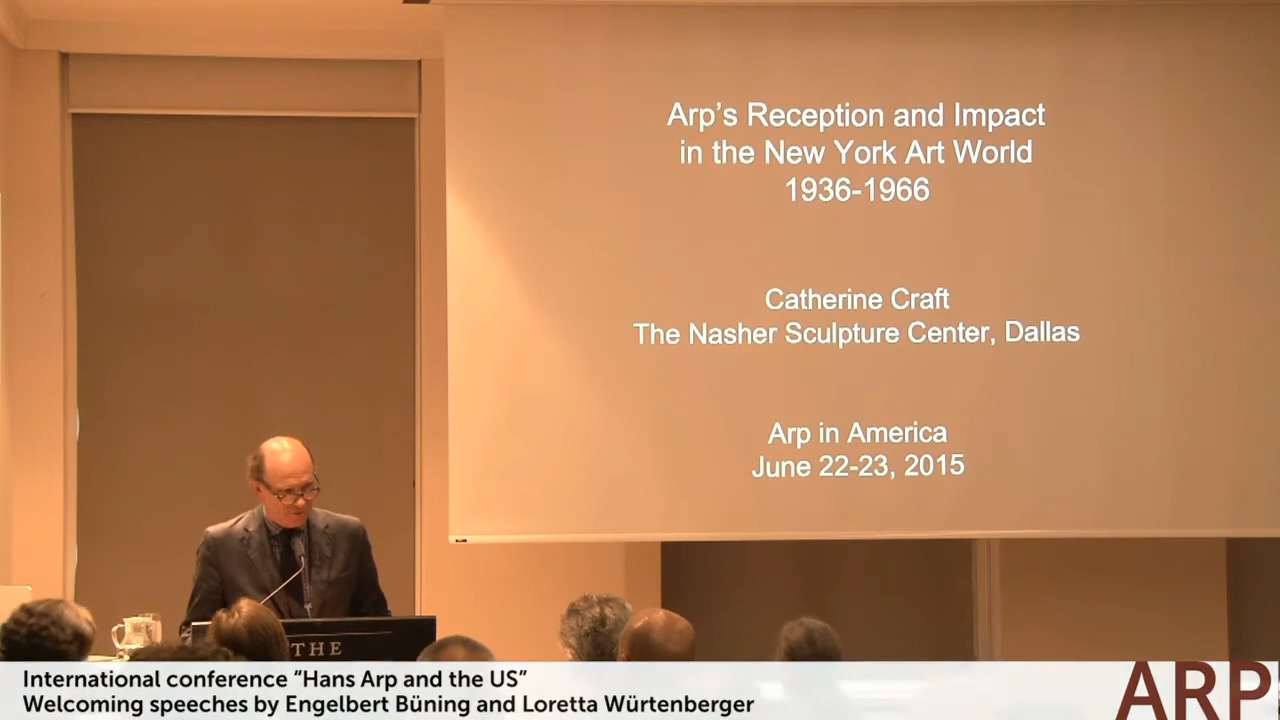 Arp’s Reception and Impact
in the New York Art World
1936-1966
Catherine Craft
The Nasher Sculpture Center, Dallas
Arp in America
June 22-23, 2015
THE
International conference “Hans Arp and the US”
Welcoming speeches by Engelbert Büning and Loretta Würtenberger
ARP